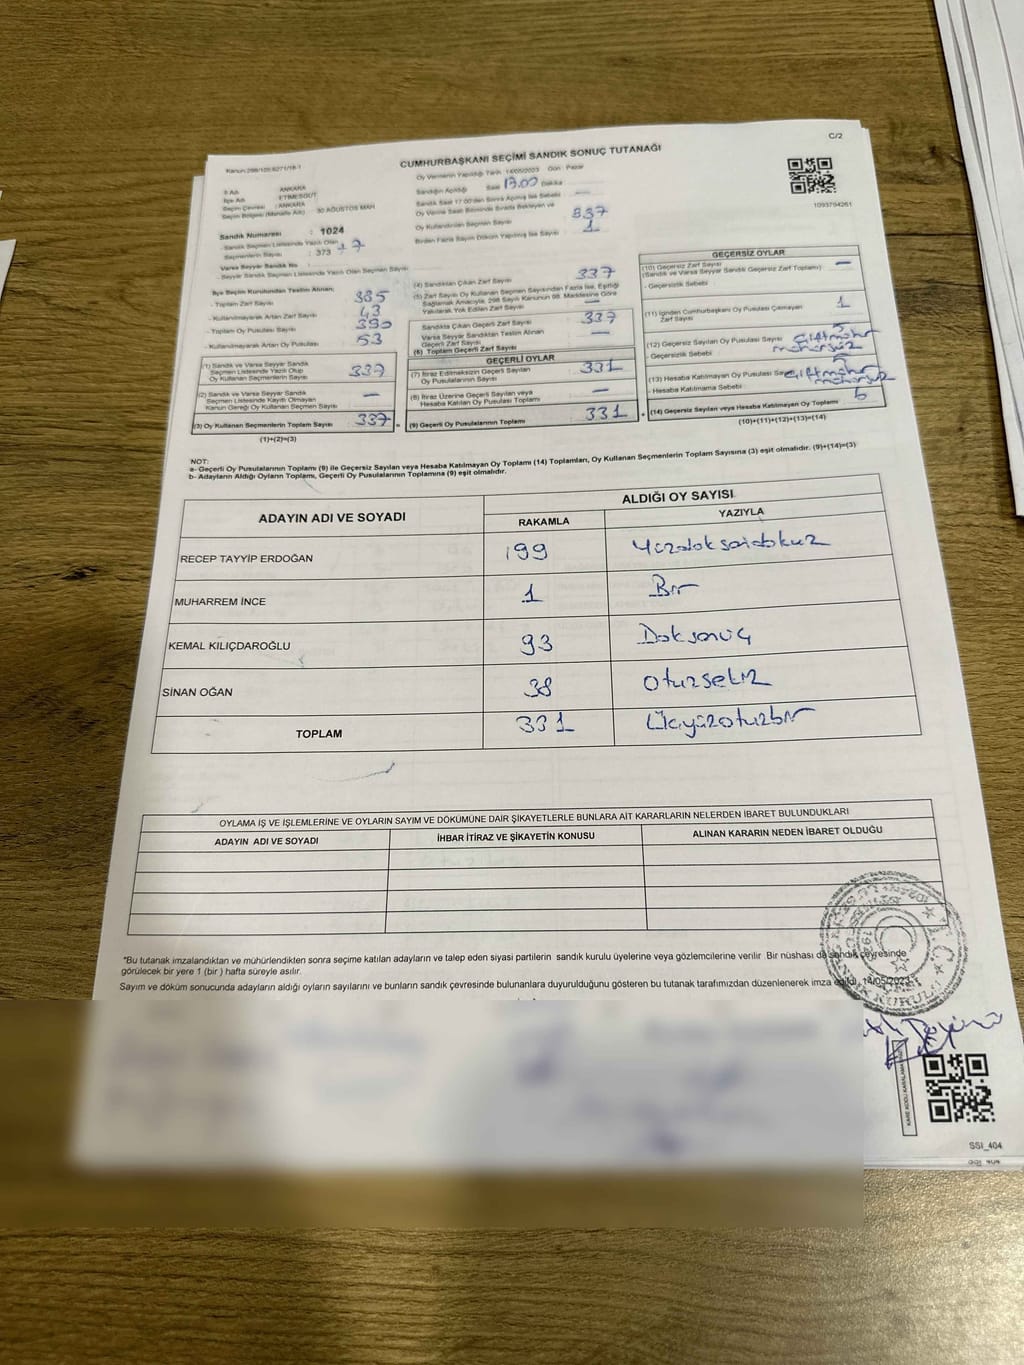 C/2
Kanun:298/105;6271/18-1
CUMHURBAŞKANI SEÇİMİ SANDIK SONUÇ TUTANAĞI
Oy Vermenin Yapıldığı Tarih :14/05/2023 Gün : Pazar
İl Adı : ANKARA
İlçe Adı : ETİMESGUT
Seçim Çevresi : ANKARA
Seçim Bölgesi (Mahalle Adı) : 30 AĞUSTOS MAH
Sandık Numarası : 1024
Sandık Seçmen Listesinde Yazılı Olan
Seçmenlerin Sayısı : 373 + 7
Varsa Seyyar Sandık No :
- Seyyar Sandık Seçmen Listesinde Yazılı Olan Seçmen Sayısı
Sandığın Açıldığı Saat 17.00 Dakika
Sandık Saat 17:00'den Sonra Açılmış İse Sebebi : —
Oy Verme Saati Bitiminde Sırada Bekleyen ve
Oy Kullandırılan Seçmen Sayısı
337
Birden Fazla Sayım Döküm Yapılmış İse Sayısı 1
1093794261
İlçe Seçim Kurulundan Teslim Alınan;
- Toplam Zarf Sayısı 385
- Kullanılmayarak Artan Zarf Sayısı 43
- Toplam Oy Pusulası Sayısı 390
- Kullanılmayarak Artan Oy Pusulası 53
(1) Sandık ve Varsa Seyyar Sandık
Seçmen Listesinde Yazılı Olup
Oy Kullanan Seçmenlerin Sayısı 337
(2) Sandık ve Varsa Seyyar Sandık
Seçmen Listesinde Kayıtlı Olmayan
Kanun Gereği Oy Kullanan Seçmen Sayısı —
(3) Oy Kullanan Seçmenlerin Toplam Sayısı 337 =
(1)+(2)=(3)
(4) Sandıktan Çıkan Zarf Sayısı 337
(5) Zarf Sayısı Oy Kullanan Seçmen Sayısından Fazla İse, Eşitliği
Sağlamak Amacıyla, 298 Sayılı Kanunun 98. Maddesine Göre
Yakılarak Yok Edilen Zarf Sayısı —
Sandıkta Çıkan Geçerli Zarf Sayısı 337
Varsa Seyyar Sandıktan Teslim Alınan
Geçerli Zarf Sayısı —
(6) Toplam Geçerli Zarf Sayısı
GEÇERLİ OYLAR
(7) İtiraz Edilmeksizin Geçerli Sayılan
Oy Pusulalarının Sayısı 331
(8) İtiraz Üzerine Geçerli Sayılan veya
Hesaba Katılan Oy Pusulası Toplamı —
(9) Geçerli Oy Pusulalarının Toplamı 331 +
GEÇERSİZ OYLAR
(10) Geçersiz Zarf Sayısı —
(Sandık ve Varsa Seyyar Sandık Geçersiz Zarf Toplamı)
- Geçersizlik Sebebi :
(11) İçinden Cumhurbaşkanı Oy Pusulası Çıkmayan
Zarf Sayısı 1
(12) Geçersiz Sayılan Oy Pusulası Sayısı
- Geçersizlik Sebebi Çift mühür
(13) Hesaba Katılmayan Oy Pusulası
- Hesaba Katılmama Sebebi Çift mühür
(14) Geçersiz Sayılan veya Hesaba Katılmayan Oy Toplamı 6
(10)+(11)+(12)+(13)=(14)
NOT:
a- Geçerli Oy Pusulalarının Toplamı (9) ile Geçersiz Sayılan veya Hesaba Katılmayan Oy Toplamı (14) Toplamları, Oy Kullanan Seçmenlerin Toplam Sayısına (3) eşit olmalıdır. (9)+(14)=(3)
b- Adayların Aldığı Oyların Toplamı, Geçerli Oy Pusulalarının Toplamına (9) eşit olmalıdır.
ADAYIN ADI VE SOYADI
ALDIĞI OY SAYISI
RAKAMLA YAZIYLA
RECEP TAYYİP ERDOĞAN 199 Yüzdoksandokuz
MUHARREM İNCE 1 Bir
KEMAL KILIÇDAROĞLU 93 Doksanüç
SİNAN OĞAN 38 Otuzsekiz
TOPLAM 331 Üçyüzotuzbir
OYLAMA İŞ VE İŞLEMLERİNE VE OYLARIN SAYIM VE DÖKÜMÜNE DAİR ŞİKAYETLERLE BUNLARA AİT KARARLARIN NELERDEN İBARET BULUNDUKLARI
ADAYIN ADI VE SOYADI İHBAR İTİRAZ VE ŞİKAYETİN KONUSU ALINAN KARARIN NEDEN İBARET OLDUĞU
*Bu tutanak imzalandıktan ve mühürlendikten sonra seçime katılan adayların ve talep eden siyasi partilerin sandık kurulu üyelerine veya gözlemcilerine verilir. Bir nüshası da sandık çevresinde
görülecek bir yere 1 (bir ) hafta süreyle asılır.
Sayım ve döküm sonucunda adayların aldığı oyların sayılarını ve bunların sandık çevresinde bulunanlara duyurulduğunu gösteren bu tutanak tarafımızdan düzenlenerek imza edildi. 14/05/2023
T.C.
KARE KODU KARALAMAYINIZ
SSI_404